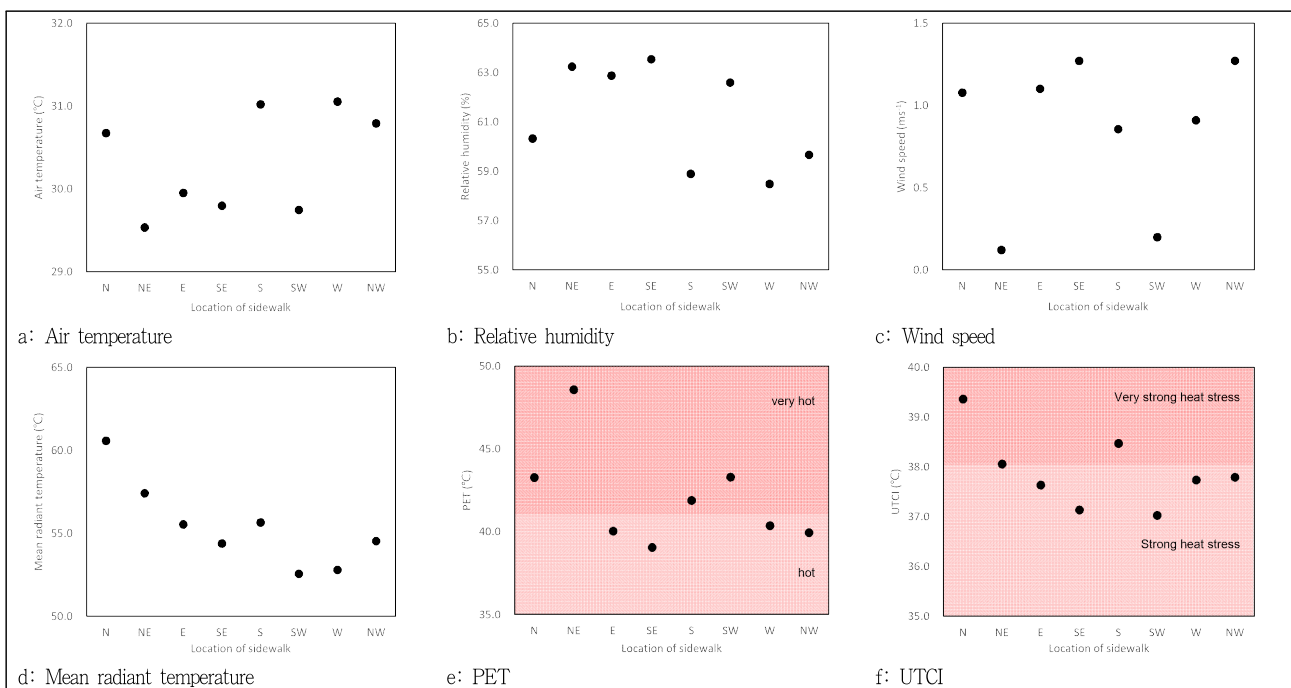 32.0
31.0
30.0
29.0
Air temperature (℃)
N NE E SE S SW W NW
Location of sidewalk
a: Air temperature
65.0
63.0
61.0
59.0
57.0
55.0
Relative humidity (%)
N NE E SE S SW W NW
Location of sidewalk
b: Relative humidity
1.5
1.0
0.5
0.0
Wind speed (ms⁻¹)
N NE E SE S SW W NW
Location of sidewalk
c: Wind speed
65.0
60.0
55.0
50.0
Mean radiant temperature (℃)
N NE E SE S SW W NW
Location of sidewalk
d: Mean radiant temperature
50.0
45.0
40.0
35.0
PET (℃)
very hot
hot
N NE E SE S SW W NW
Location of sidewalk
e: PET
40.0
39.0
38.0
37.0
36.0
35.0
UTCI (℃)
Very strong heat stress
Strong heat stress
N NE E SE S SW W NW
Location of sidewalk
f: UTCI